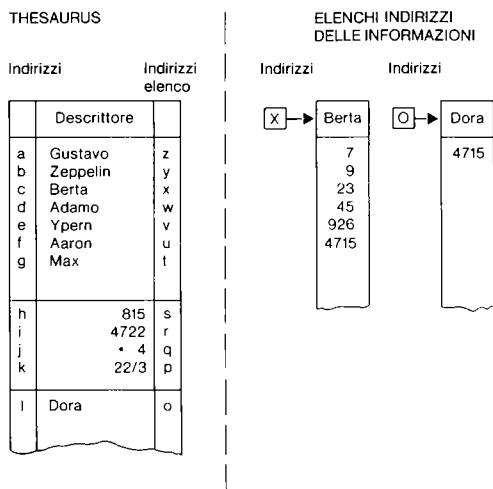 THESAURUS
Indirizzi Indirizzi elenco
Descrittore
a Gustavo z
b Zeppelin y
c Berta x
d Adamo w
e Ypern v
f Aaron u
g Max t
h 815 s
i 4722 r
j • 4 q
k 22/3 p
l Dora o
ELENCHI INDIRIZZI
DELLE INFORMAZIONI
Indirizzi Indirizzi
X Berta O Dora
7 4715
9
23
45
926
4715